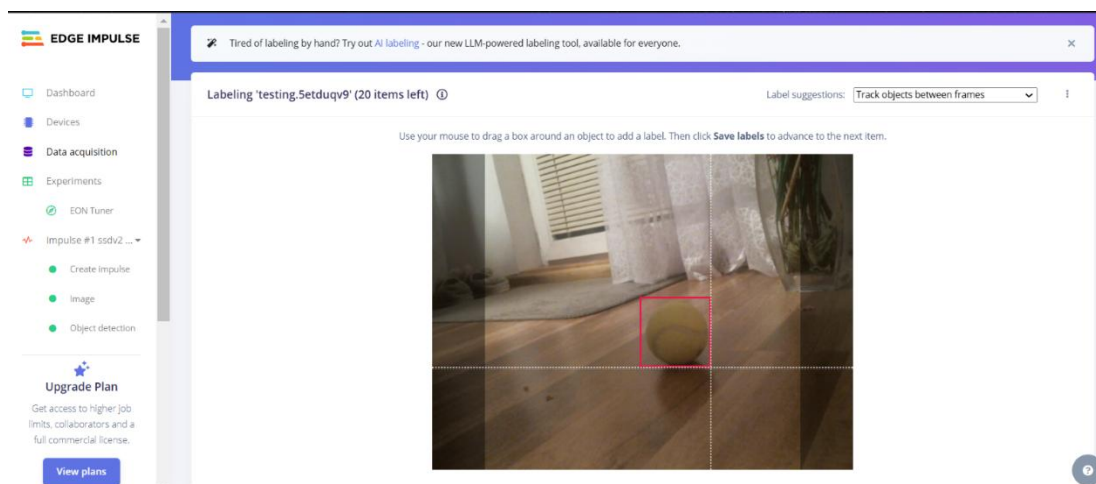 EDGE IMPULSE
Dashboard
Devices
Data acquisition
Experiments
EON Tuner
Impulse #1 ssdv2 ...
Create impulse
Image
Object detection
Upgrade Plan
Get access to higher job
limits, collaborators and a
full commercial license.
View plans
Tired of labeling by hand? Try out AI labeling - our new LLM-powered labeling tool, available for everyone.
Labeling 'testing.5etduqv9' (20 items left)
Label suggestions: Track objects between frames
Use your mouse to drag a box around an object to add a label. Then click Save labels to advance to the next item.